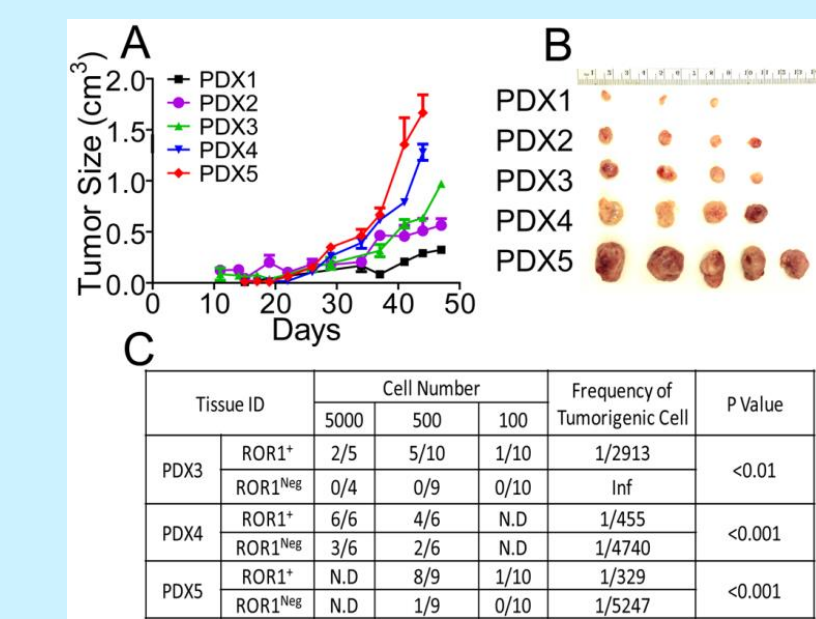 A
Tumor Size (cm³)
2.0
1.5
1.0
0.5
0.0
0 10 20 30 40 50
Days
PDX1
PDX2
PDX3
PDX4
PDX5
B
PDX1
PDX2
PDX3
PDX4
PDX5
C
Tissue ID | Cell Number | Frequency of Tumorigenic Cell | P Value
5000 | 500 | 100
PDX3 | ROR1⁺ | 2/5 | 5/10 | 1/10 | 1/2913 | <0.01
ROR1ᴺᵉᵍ | 0/4 | 0/9 | 0/10 | Inf
PDX4 | ROR1⁺ | 6/6 | 4/6 | N.D | 1/455 | <0.001
ROR1ᴺᵉᵍ | 3/6 | 2/6 | N.D | 1/4740
PDX5 | ROR1⁺ | N.D | 8/9 | 1/10 | 1/329 | <0.001
ROR1ᴺᵉᵍ | N.D | 1/9 | 0/10 | 1/5247